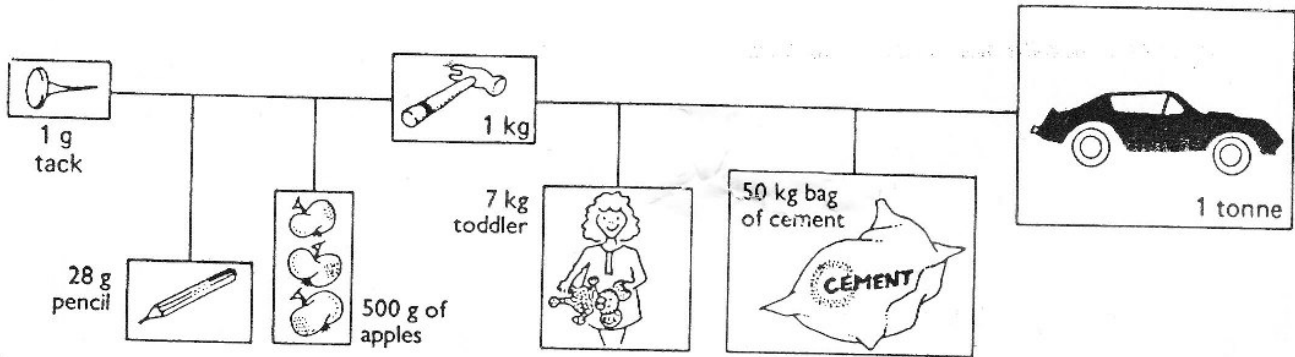 1 g
tack
28 g
pencil
500 g of
apples
1 kg
7 kg
toddler
50 kg bag
of cement
CEMENT
1 tonne